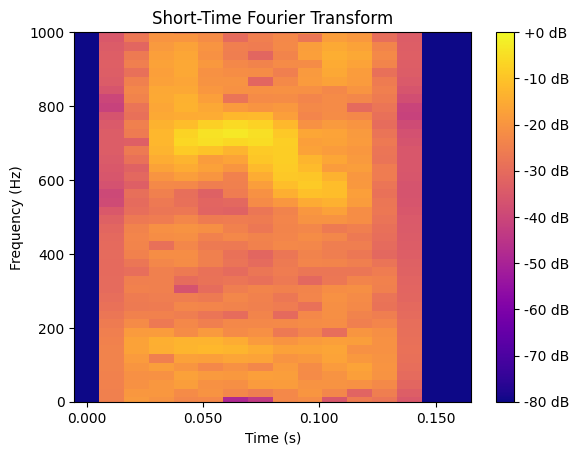 Short-Time Fourier Transform
1000
800
600
400
200
0
Frequency (Hz)
0.000
0.050
0.100
0.150
Time (s)
+0 dB
-10 dB
-20 dB
-30 dB
-40 dB
-50 dB
-60 dB
-70 dB
-80 dB